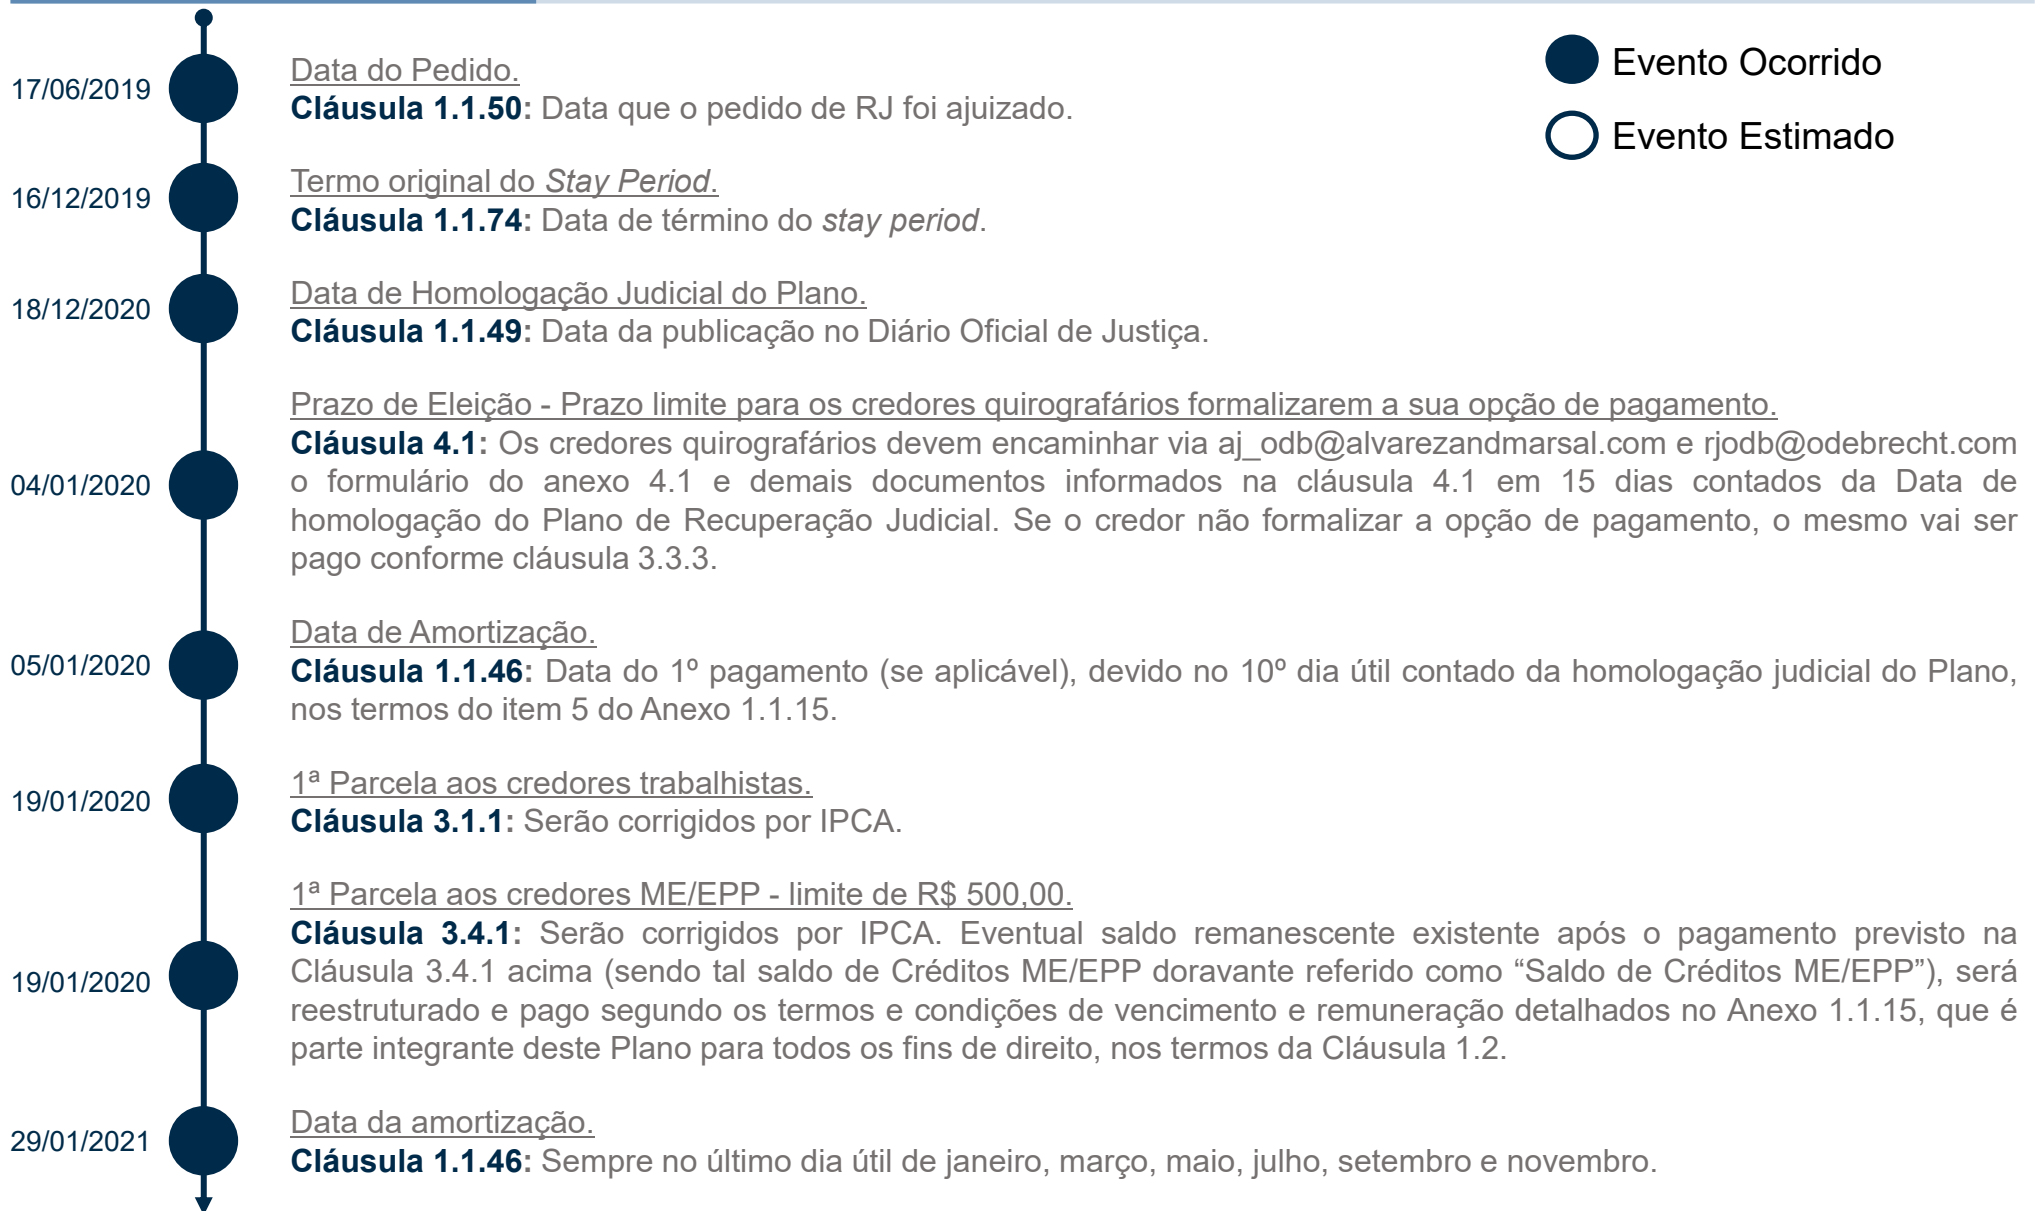 Evento Ocorrido
Evento Estimado
17/06/2019
Data do Pedido.
Cláusula 1.1.50: Data que o pedido de RJ foi ajuizado.
16/12/2019
Termo original do Stay Period.
Cláusula 1.1.74: Data de término do stay period.
18/12/2020
Data de Homologação Judicial do Plano.
Cláusula 1.1.49: Data da publicação no Diário Oficial de Justiça.
04/01/2020
Prazo de Eleição - Prazo limite para os credores quirografários formalizarem a sua opção de pagamento.
Cláusula 4.1: Os credores quirografários devem encaminhar via aj_odb@alvarezandmarsal.com e rjodb@odebrecht.com
o formulário do anexo 4.1 e demais documentos informados na cláusula 4.1 em 15 dias contados da Data de
homologação do Plano de Recuperação Judicial. Se o credor não formalizar a opção de pagamento, o mesmo vai ser
pago conforme cláusula 3.3.3.
05/01/2020
Data de Amortização.
Cláusula 1.1.46: Data do 1º pagamento (se aplicável), devido no 10º dia útil contado da homologação judicial do Plano,
nos termos do item 5 do Anexo 1.1.15.
19/01/2020
1ª Parcela aos credores trabalhistas.
Cláusula 3.1.1: Serão corrigidos por IPCA.
19/01/2020
1ª Parcela aos credores ME/EPP - limite de R$ 500,00.
Cláusula 3.4.1: Serão corrigidos por IPCA. Eventual saldo remanescente existente após o pagamento previsto na
Cláusula 3.4.1 acima (sendo tal saldo de Créditos ME/EPP doravante referido como “Saldo de Créditos ME/EPP”), será
reestruturado e pago segundo os termos e condições de vencimento e remuneração detalhados no Anexo 1.1.15, que é
parte integrante deste Plano para todos os fins de direito, nos termos da Cláusula 1.2.
29/01/2021
Data da amortização.
Cláusula 1.1.46: Sempre no último dia útil de janeiro, março, maio, julho, setembro e novembro.